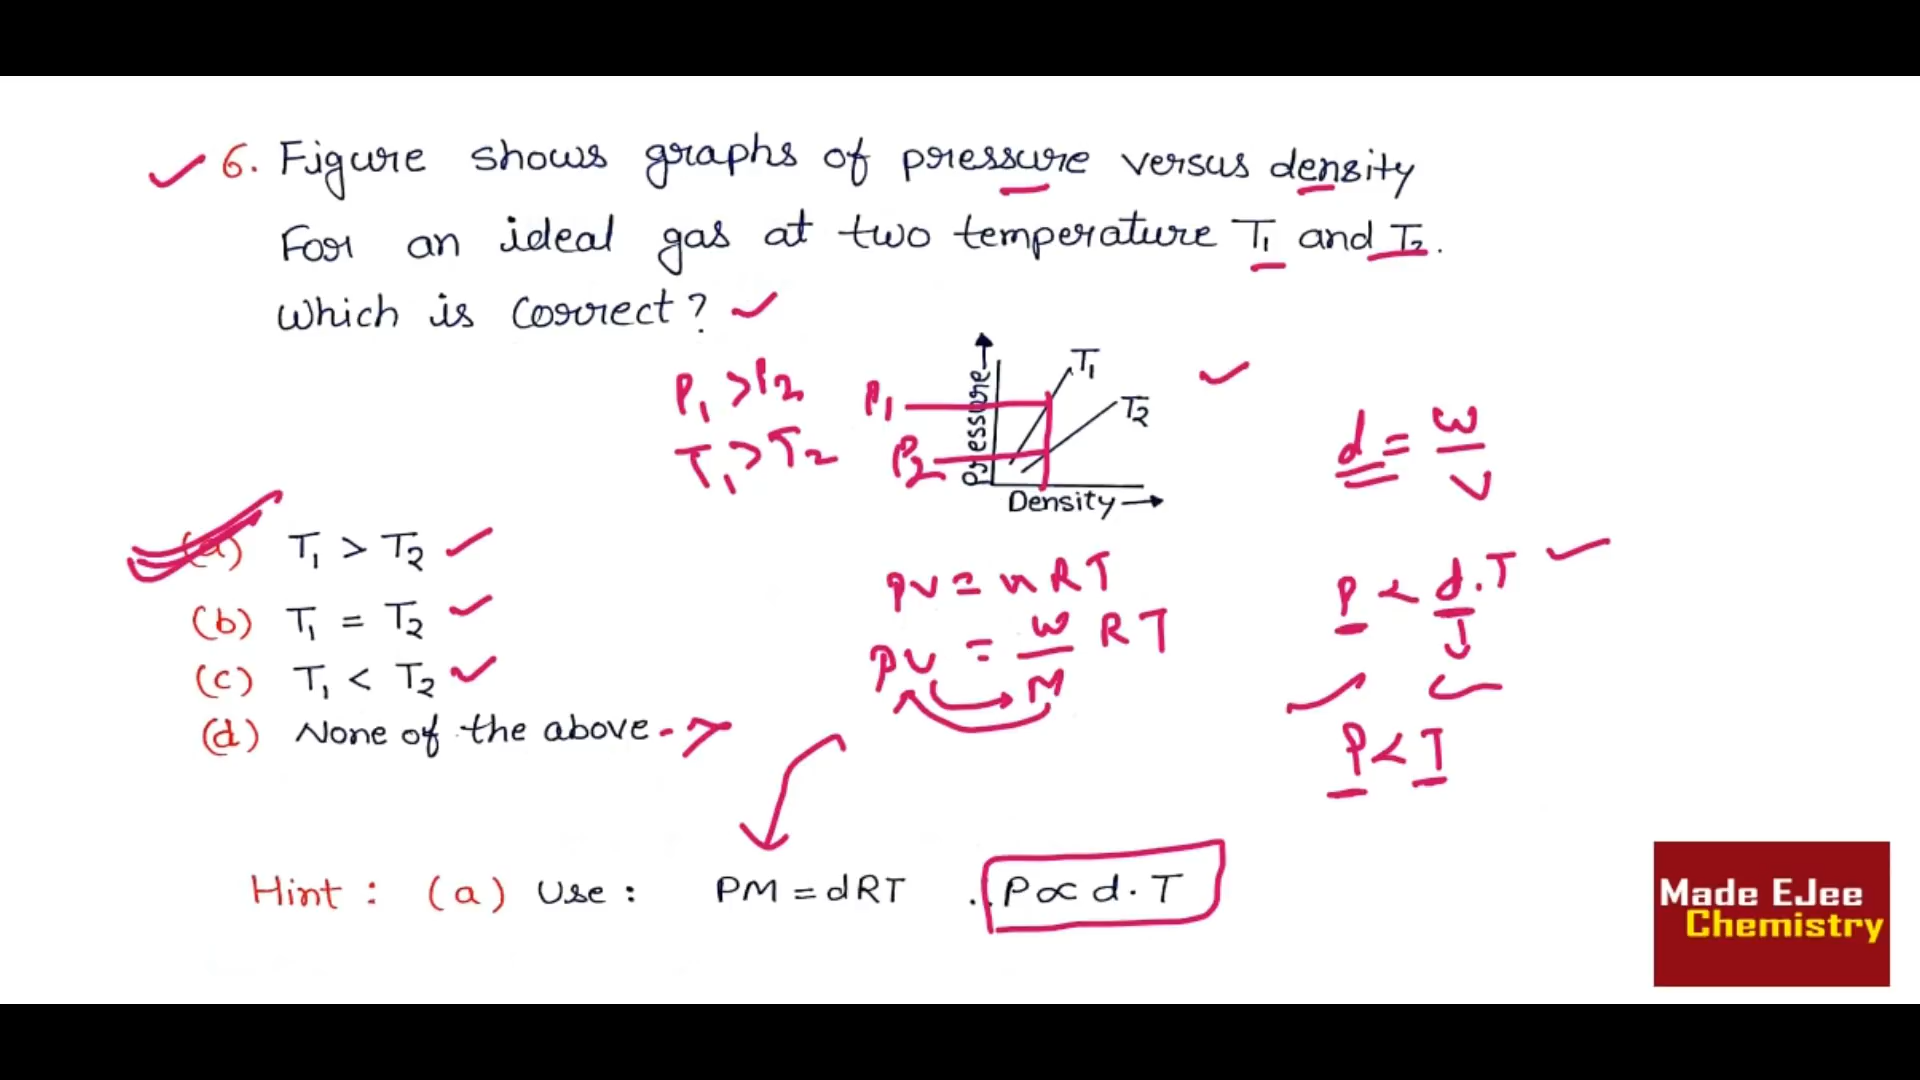 6. Figure shows graphs of pressure versus density
For an ideal gas at two temperature T₁ and T₂.
Which is correct?
P₁ > P₂
T₁ > T₂
P₁
P₂
Pressure
T₁
T₂
Density
d = w/V
(a) T₁ > T₂
(b) T₁ = T₂
(c) T₁ < T₂
(d) None of the above
PV = nRT
PV = w/M RT
P ∝ d.T
P ∝ T
Hint : (a) Use : PM = dRT ∴ P ∝ d . T
Made EJee
Chemistry